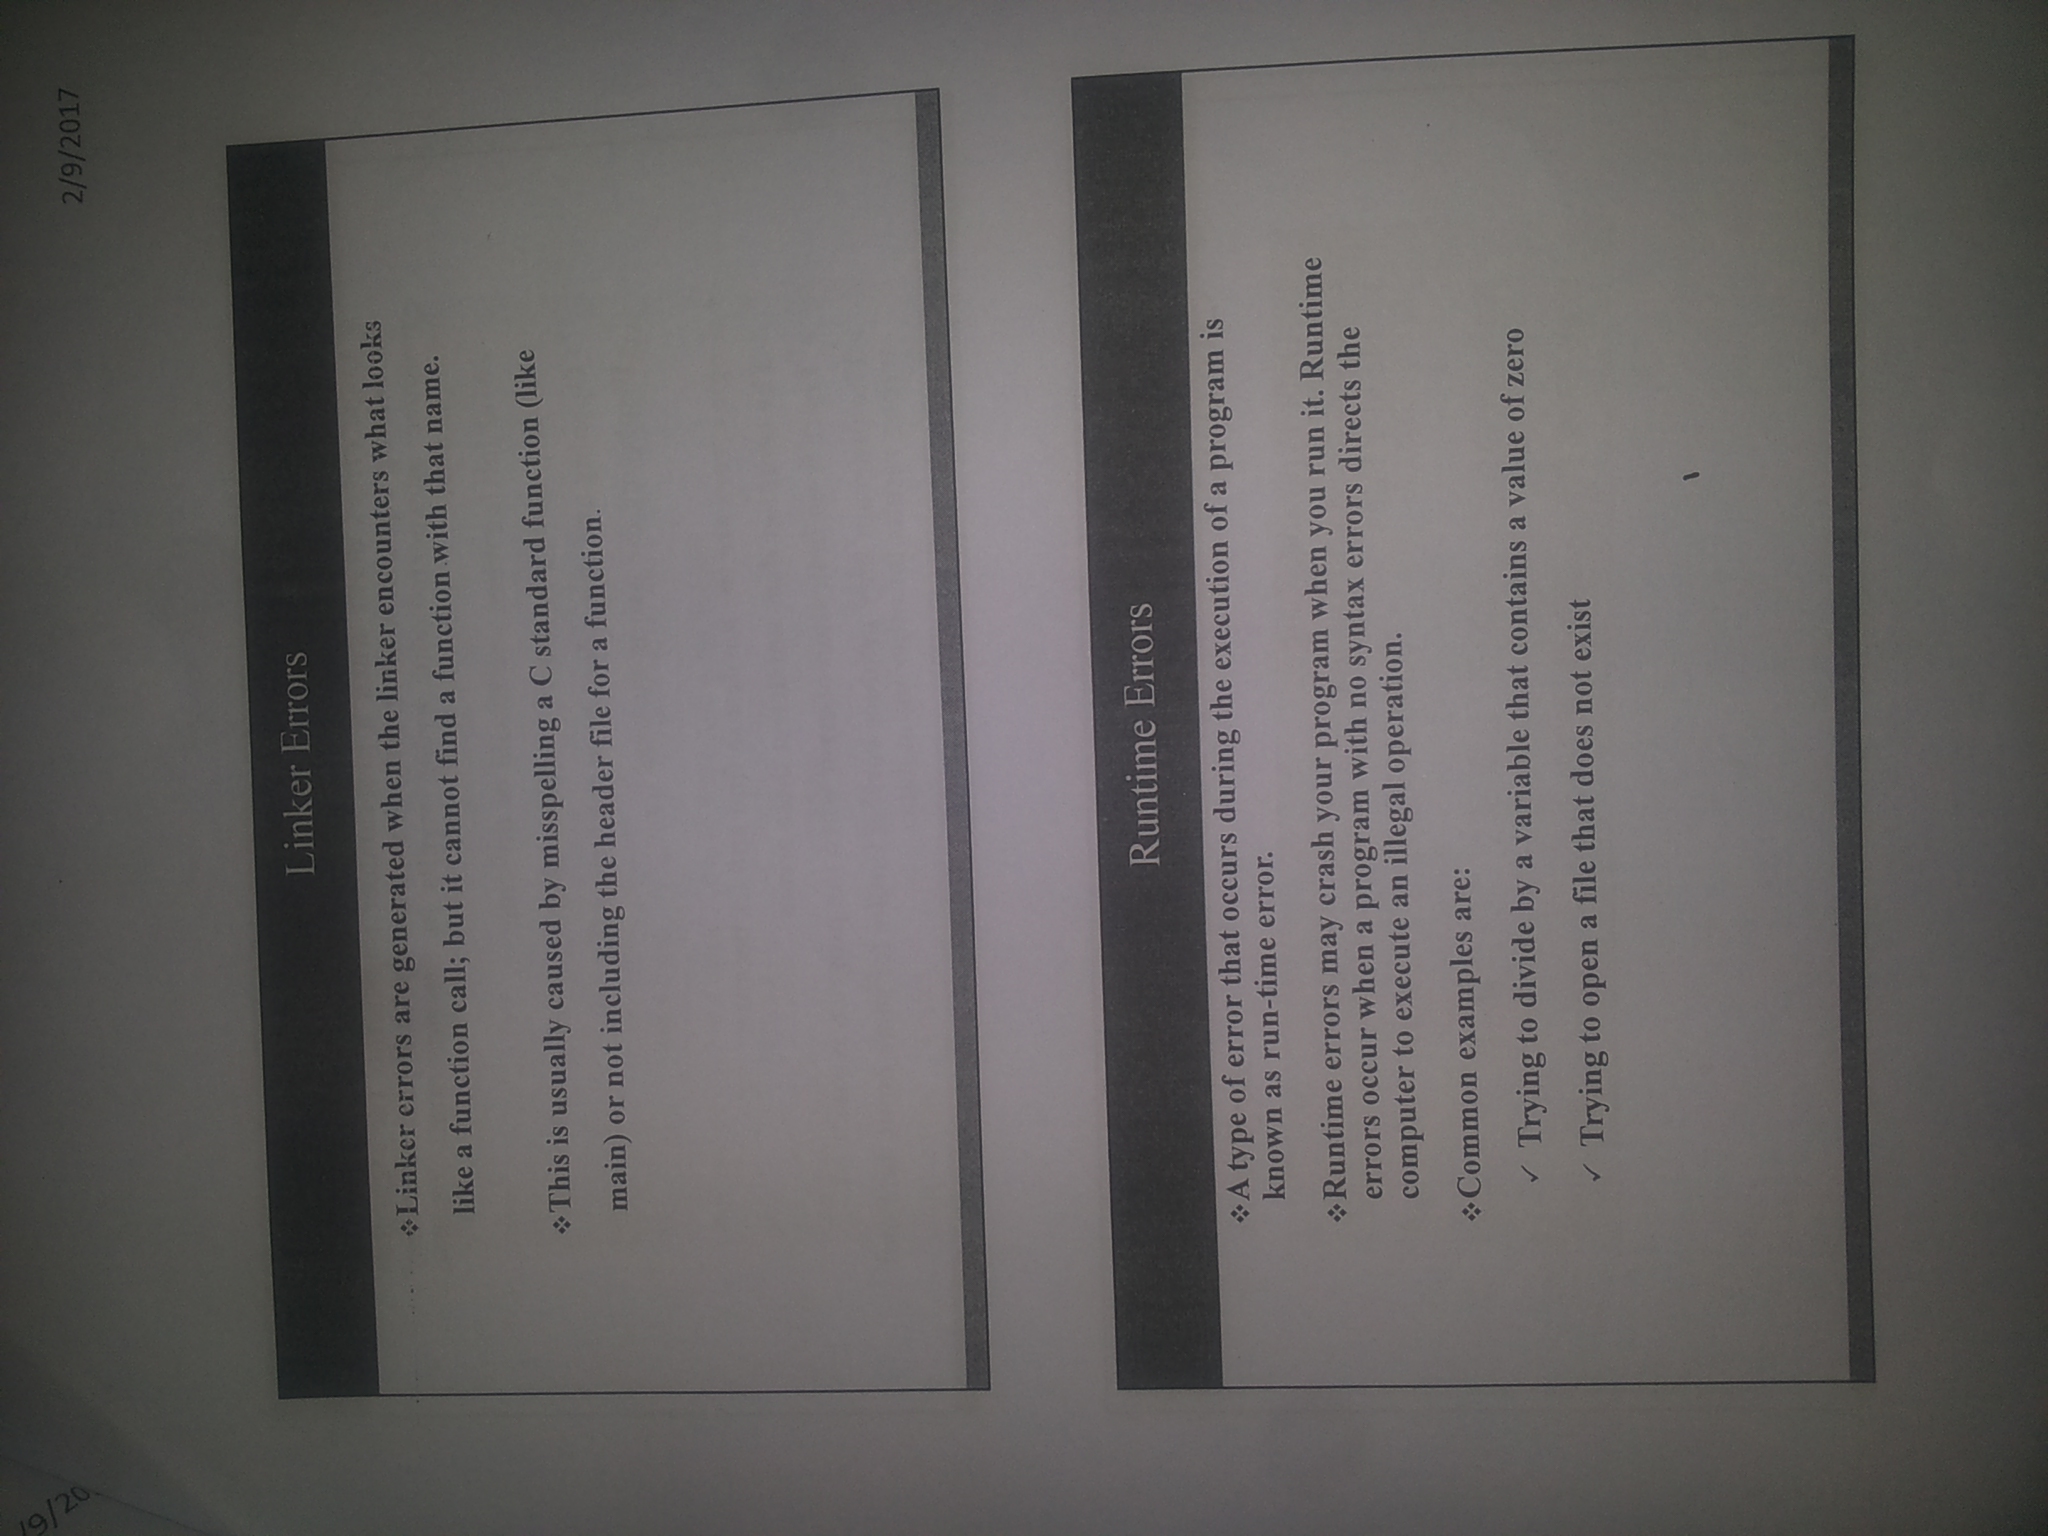 19/20
2/9/2017
Linker Errors
❖Linker errors are generated when the linker encounters what looks
like a function call; but it cannot find a function with that name.
❖This is usually caused by misspelling a C standard function (like
main) or not including the header file for a function.
Runtime Errors
❖A type of error that occurs during the execution of a program is
known as run-time error.
❖Runtime errors may crash your program when you run it. Runtime
errors occur when a program with no syntax errors directs the
computer to execute an illegal operation.
❖Common examples are:
✓ Trying to divide by a variable that contains a value of zero
✓ Trying to open a file that does not exist